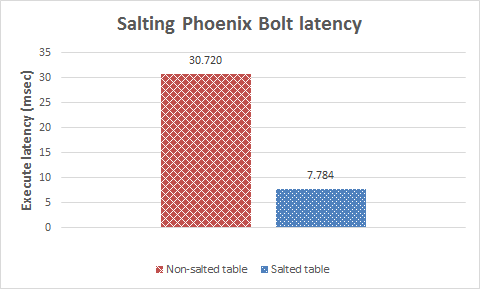 Salting Phoenix Bolt latency
Execute latency (msec)
35
30
25
20
15
10
5
0
30.720
7.784
Non-salted table
Salted table